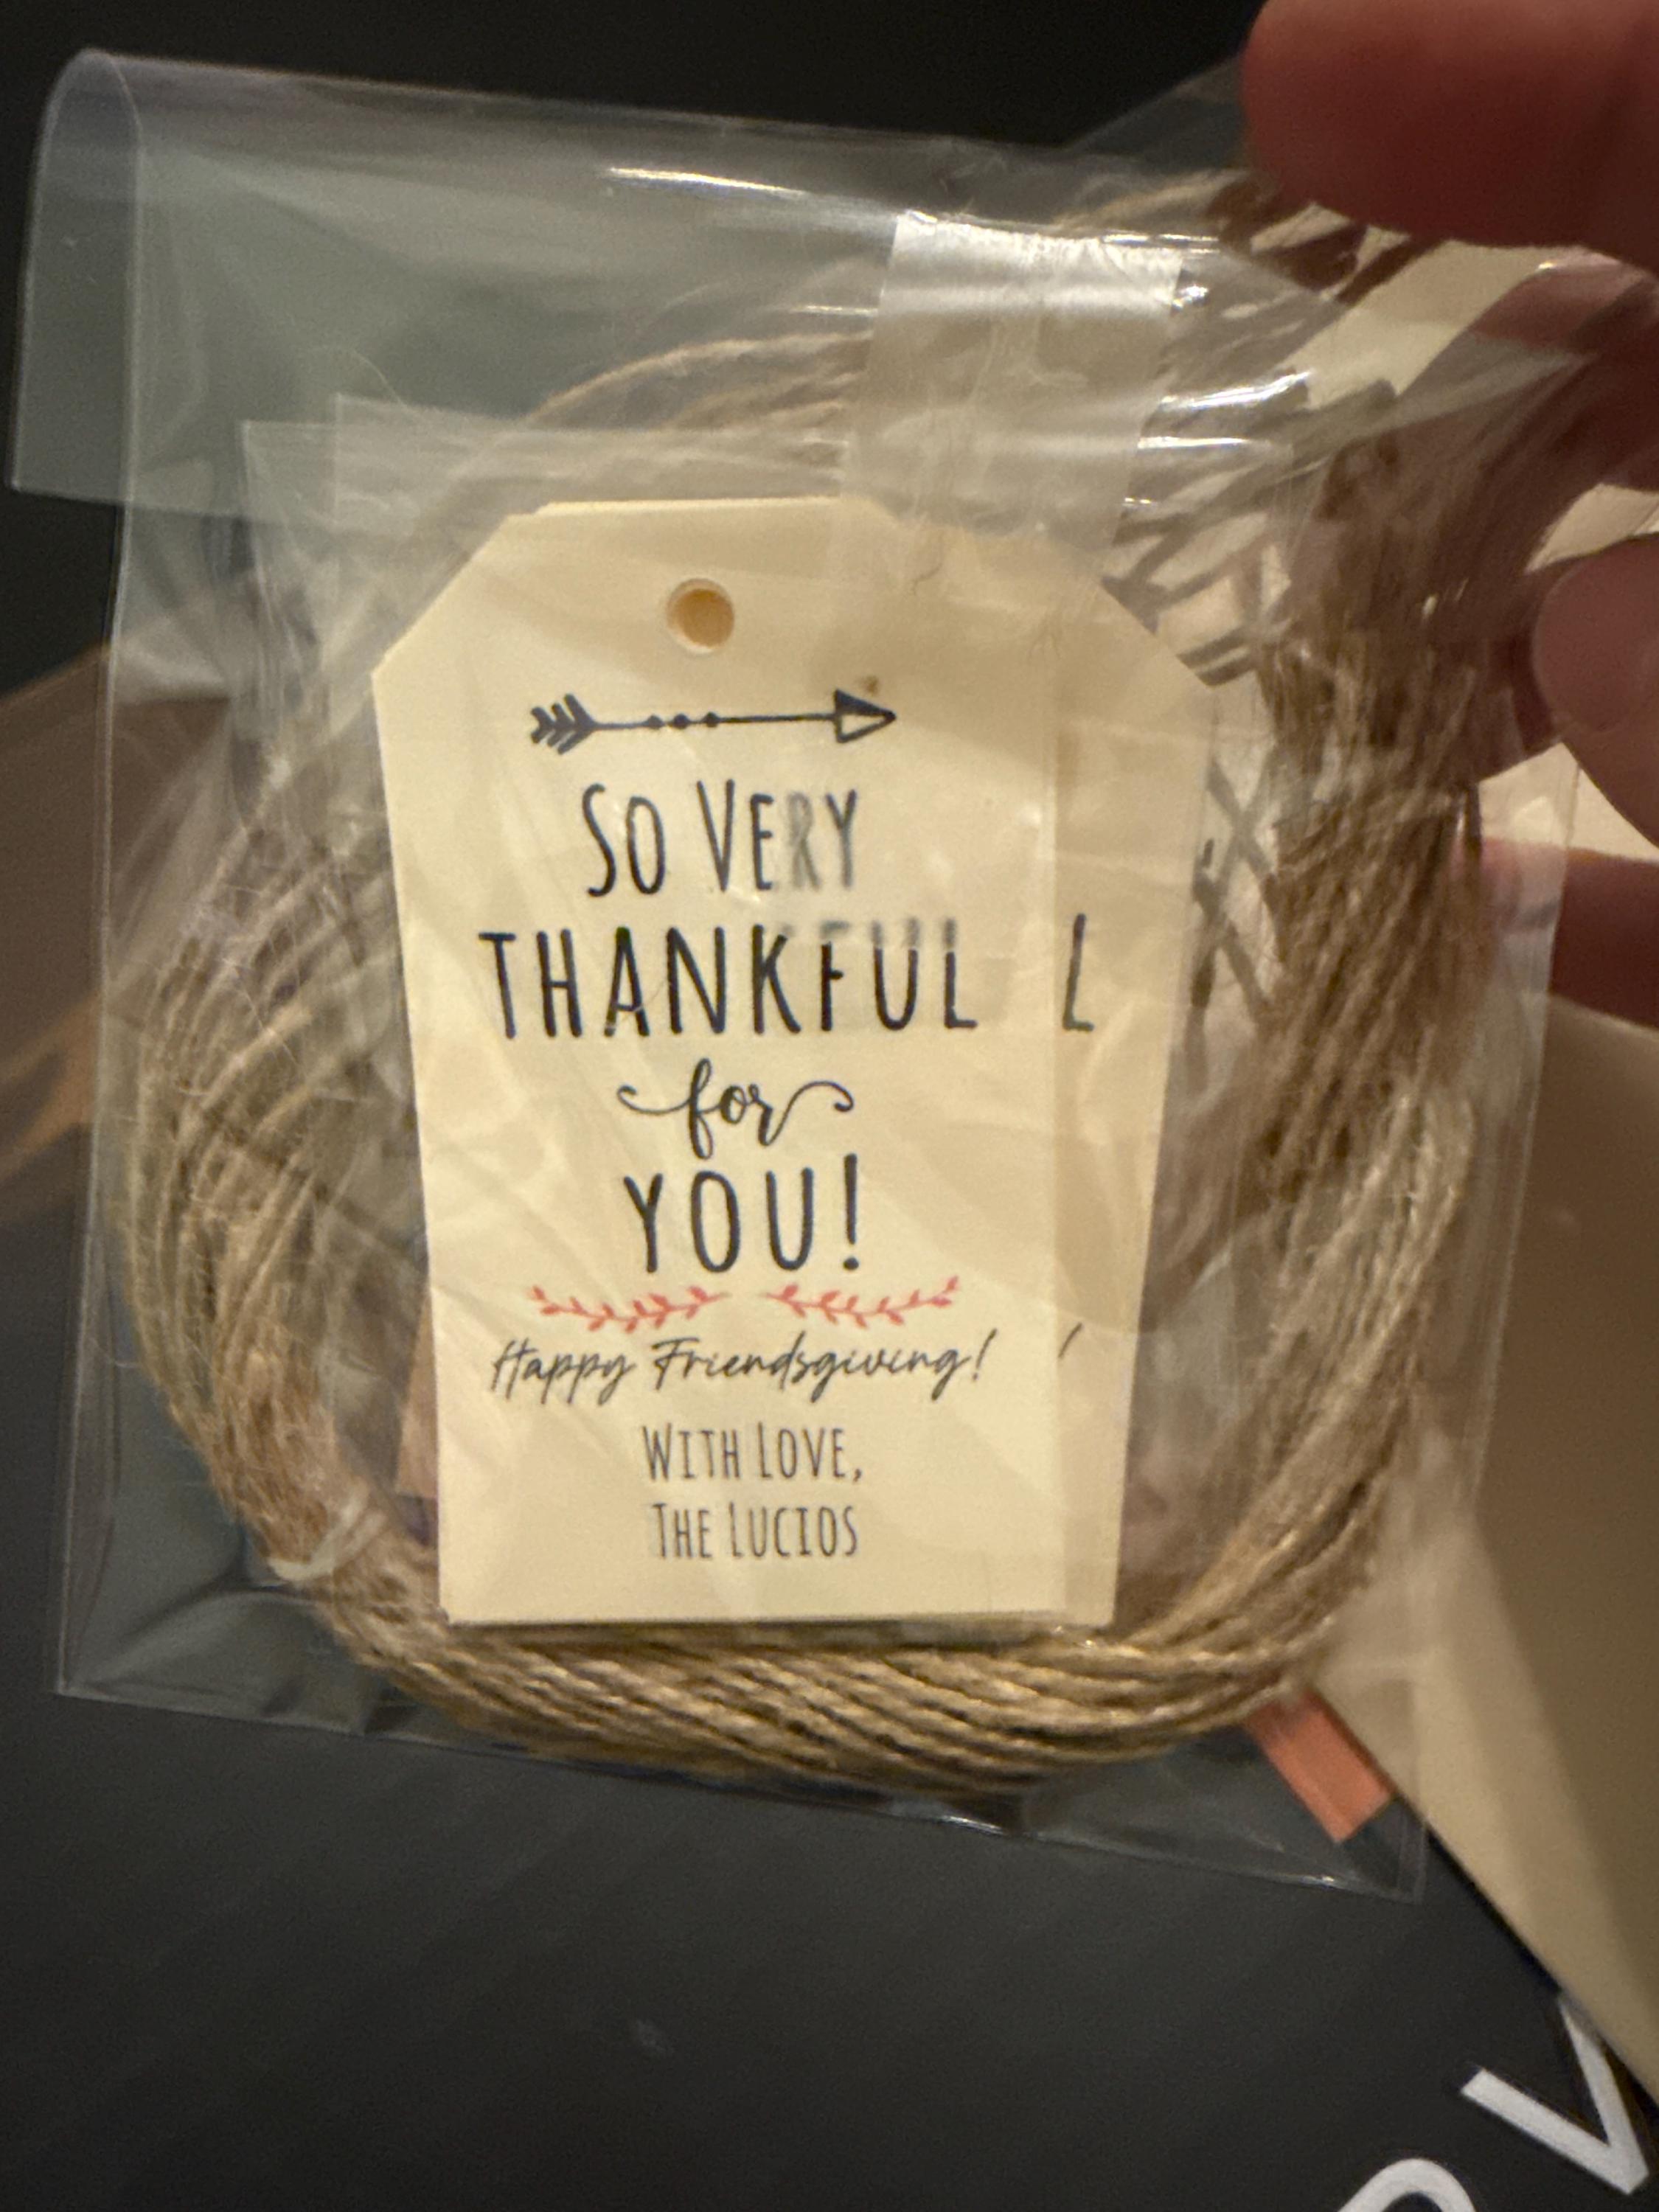 So VERY
THANKFUL L
for
YOU!
Happy Friendsgiving!
WITH LOVE,
THE LUCIOS